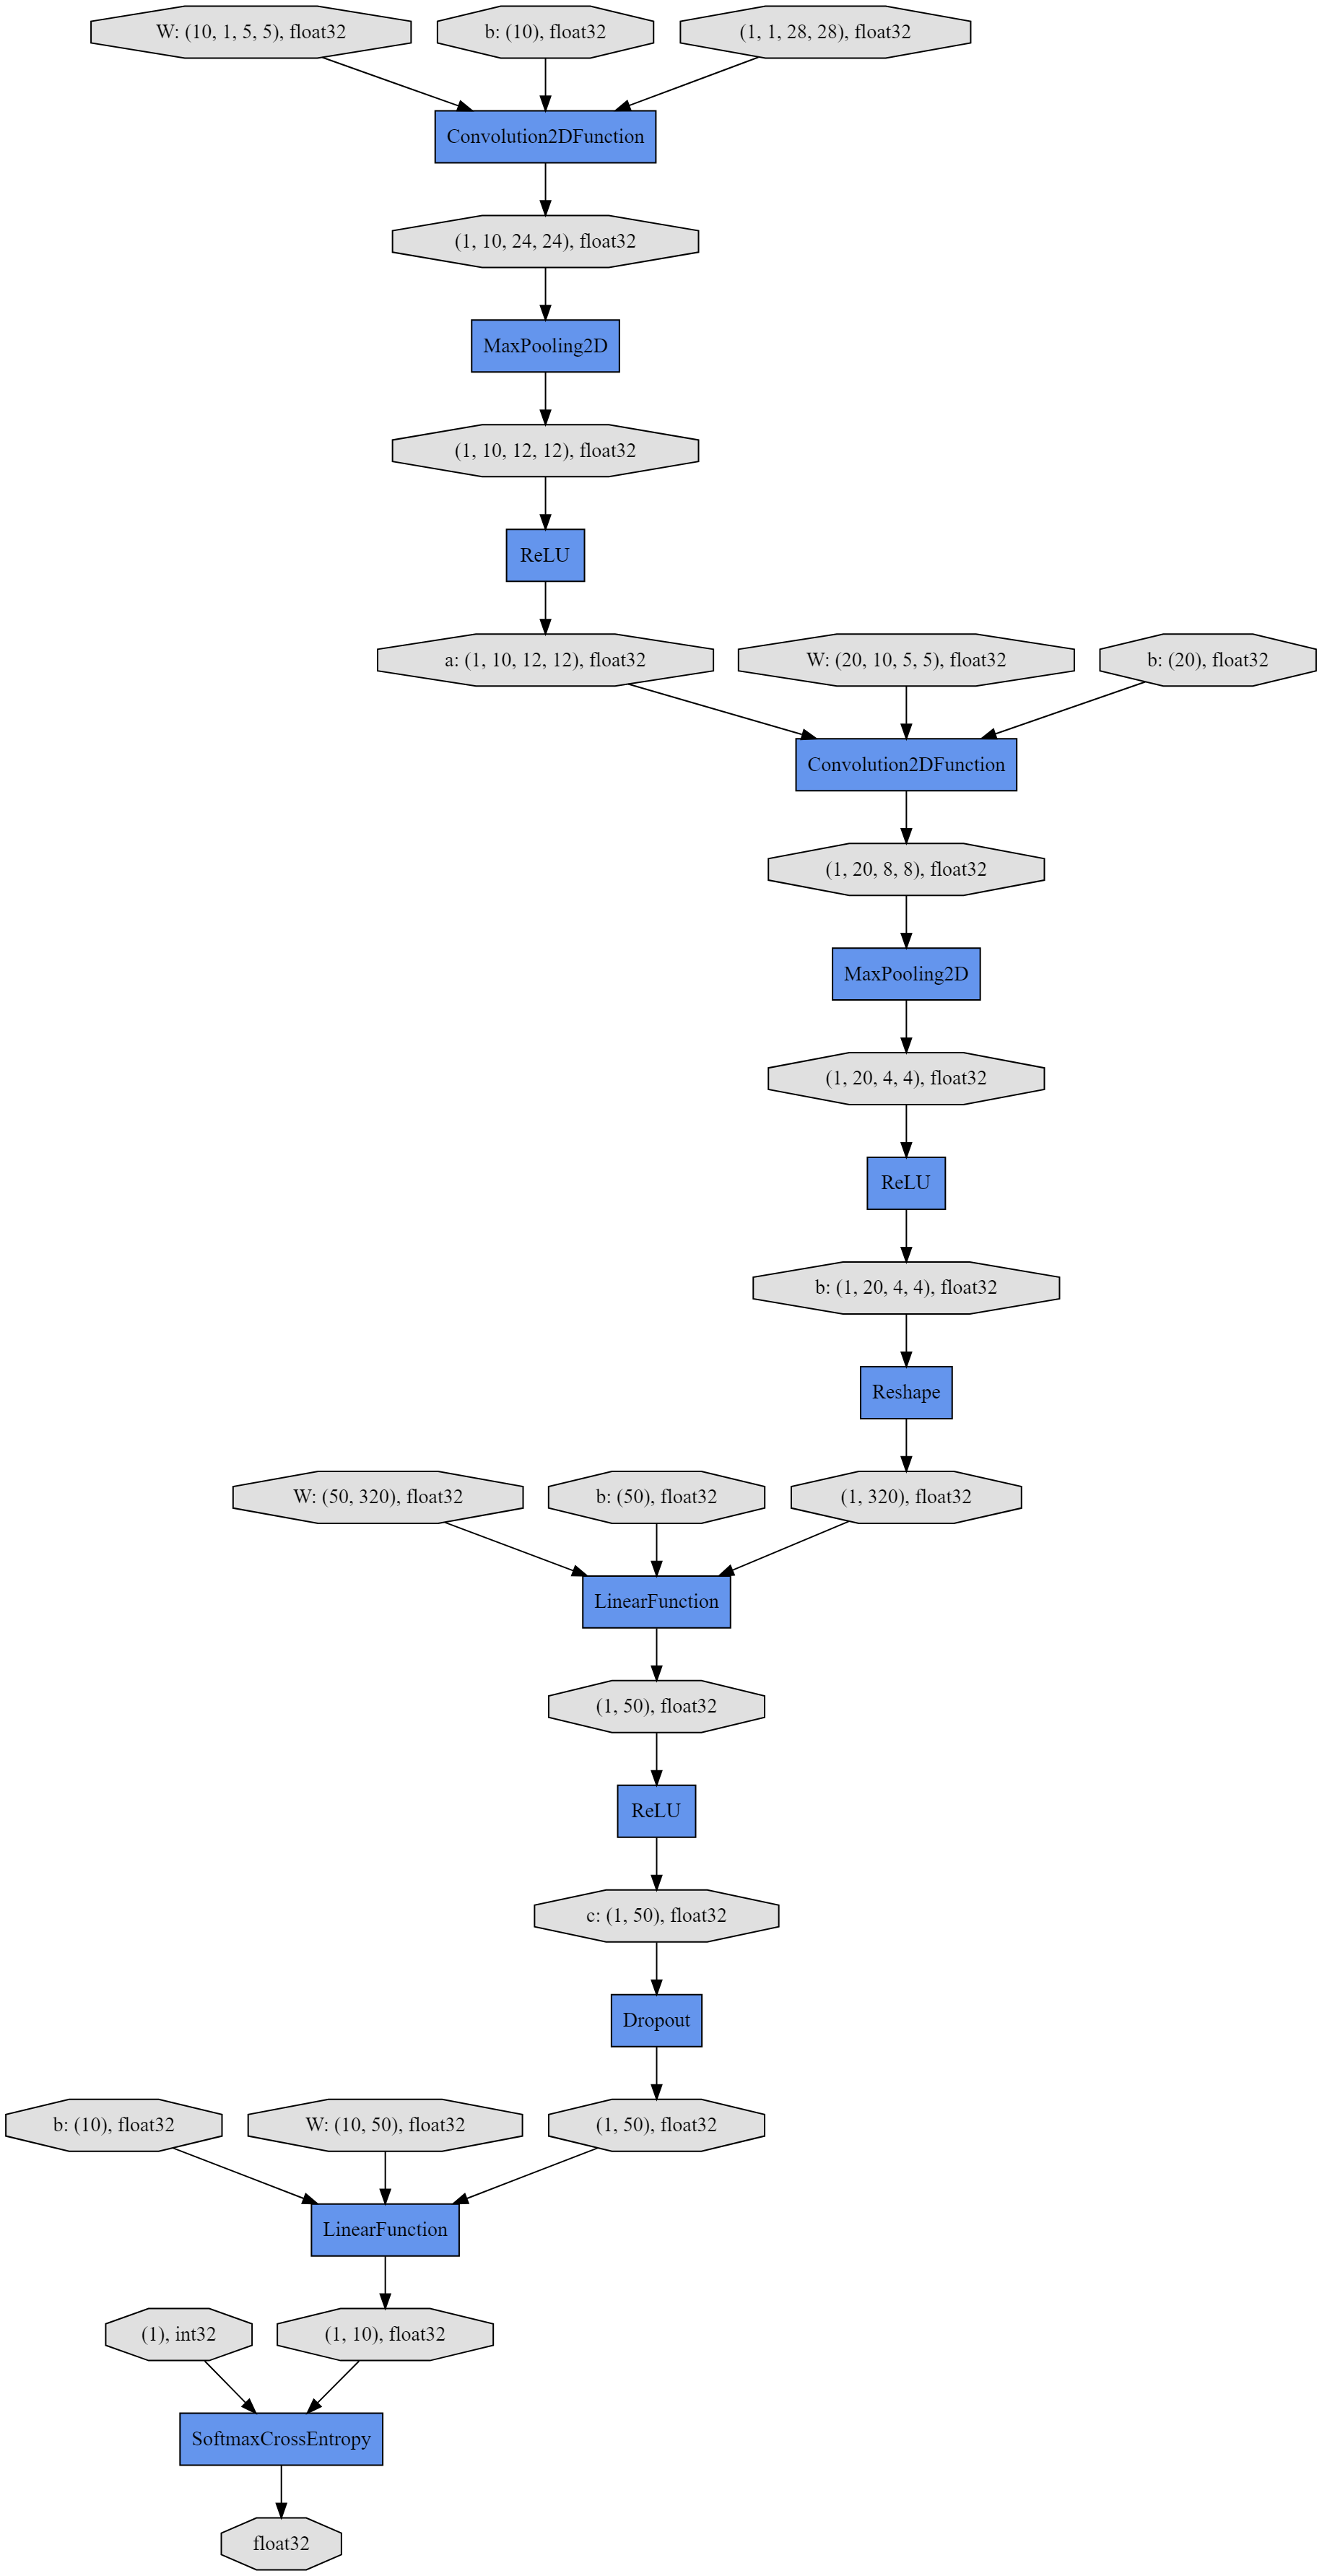 W: (10, 1, 5, 5), float32
b: (10), float32
(1, 1, 28, 28), float32
Convolution2DFunction
(1, 10, 24, 24), float32
MaxPooling2D
(1, 10, 12, 12), float32
ReLU
a: (1, 10, 12, 12), float32
W: (20, 10, 5, 5), float32
b: (20), float32
Convolution2DFunction
(1, 20, 8, 8), float32
MaxPooling2D
(1, 20, 4, 4), float32
ReLU
b: (1, 20, 4, 4), float32
Reshape
W: (50, 320), float32
b: (50), float32
(1, 320), float32
LinearFunction
(1, 50), float32
ReLU
c: (1, 50), float32
Dropout
b: (10), float32
W: (10, 50), float32
(1, 50), float32
LinearFunction
(1), int32
(1, 10), float32
SoftmaxCrossEntropy
float32